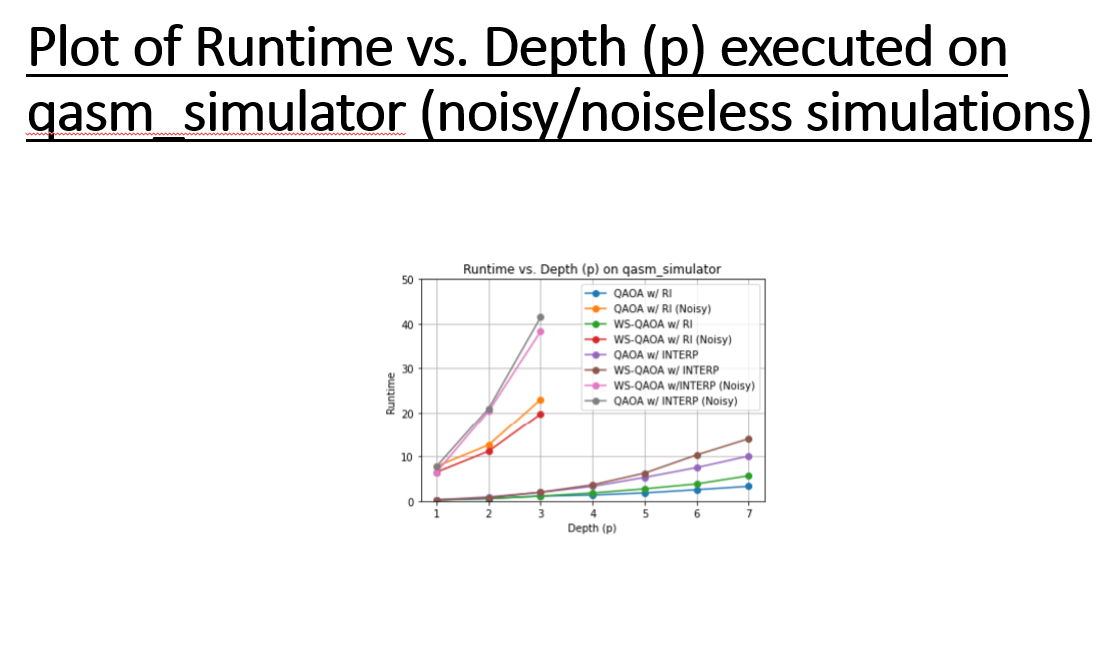 Plot of Runtime vs. Depth (p) executed on
qasm_simulator (noisy/noiseless simulations)
Runtime vs. Depth (p) on qasm_simulator
50
40
30
20
10
0
Runtime
QAOA w/ RI
QAOA w/ RI (Noisy)
WS-QAOA w/ RI
WS-QAOA w/ RI (Noisy)
QAOA w/ INTERP
WS-QAOA w/ INTERP
WS-QAOA w/INTERP (Noisy)
QAOA w/ INTERP (Noisy)
1 2 3 4 5 6 7
Depth (p)